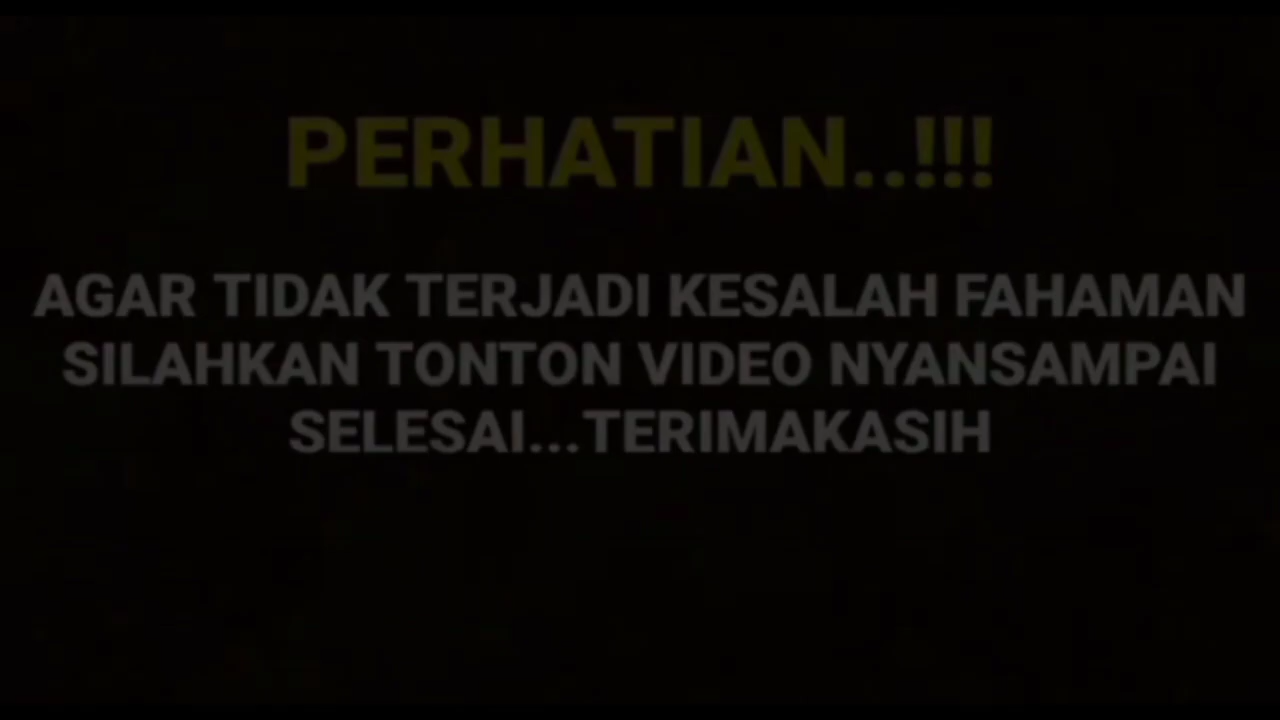 PERHATIAN..!!!
AGAR TIDAK TERJADI KESALAH FAHAMAN
SILAHKAN TONTON VIDEO NYANSAMPAI
SELESAI...TERIMAKASIH